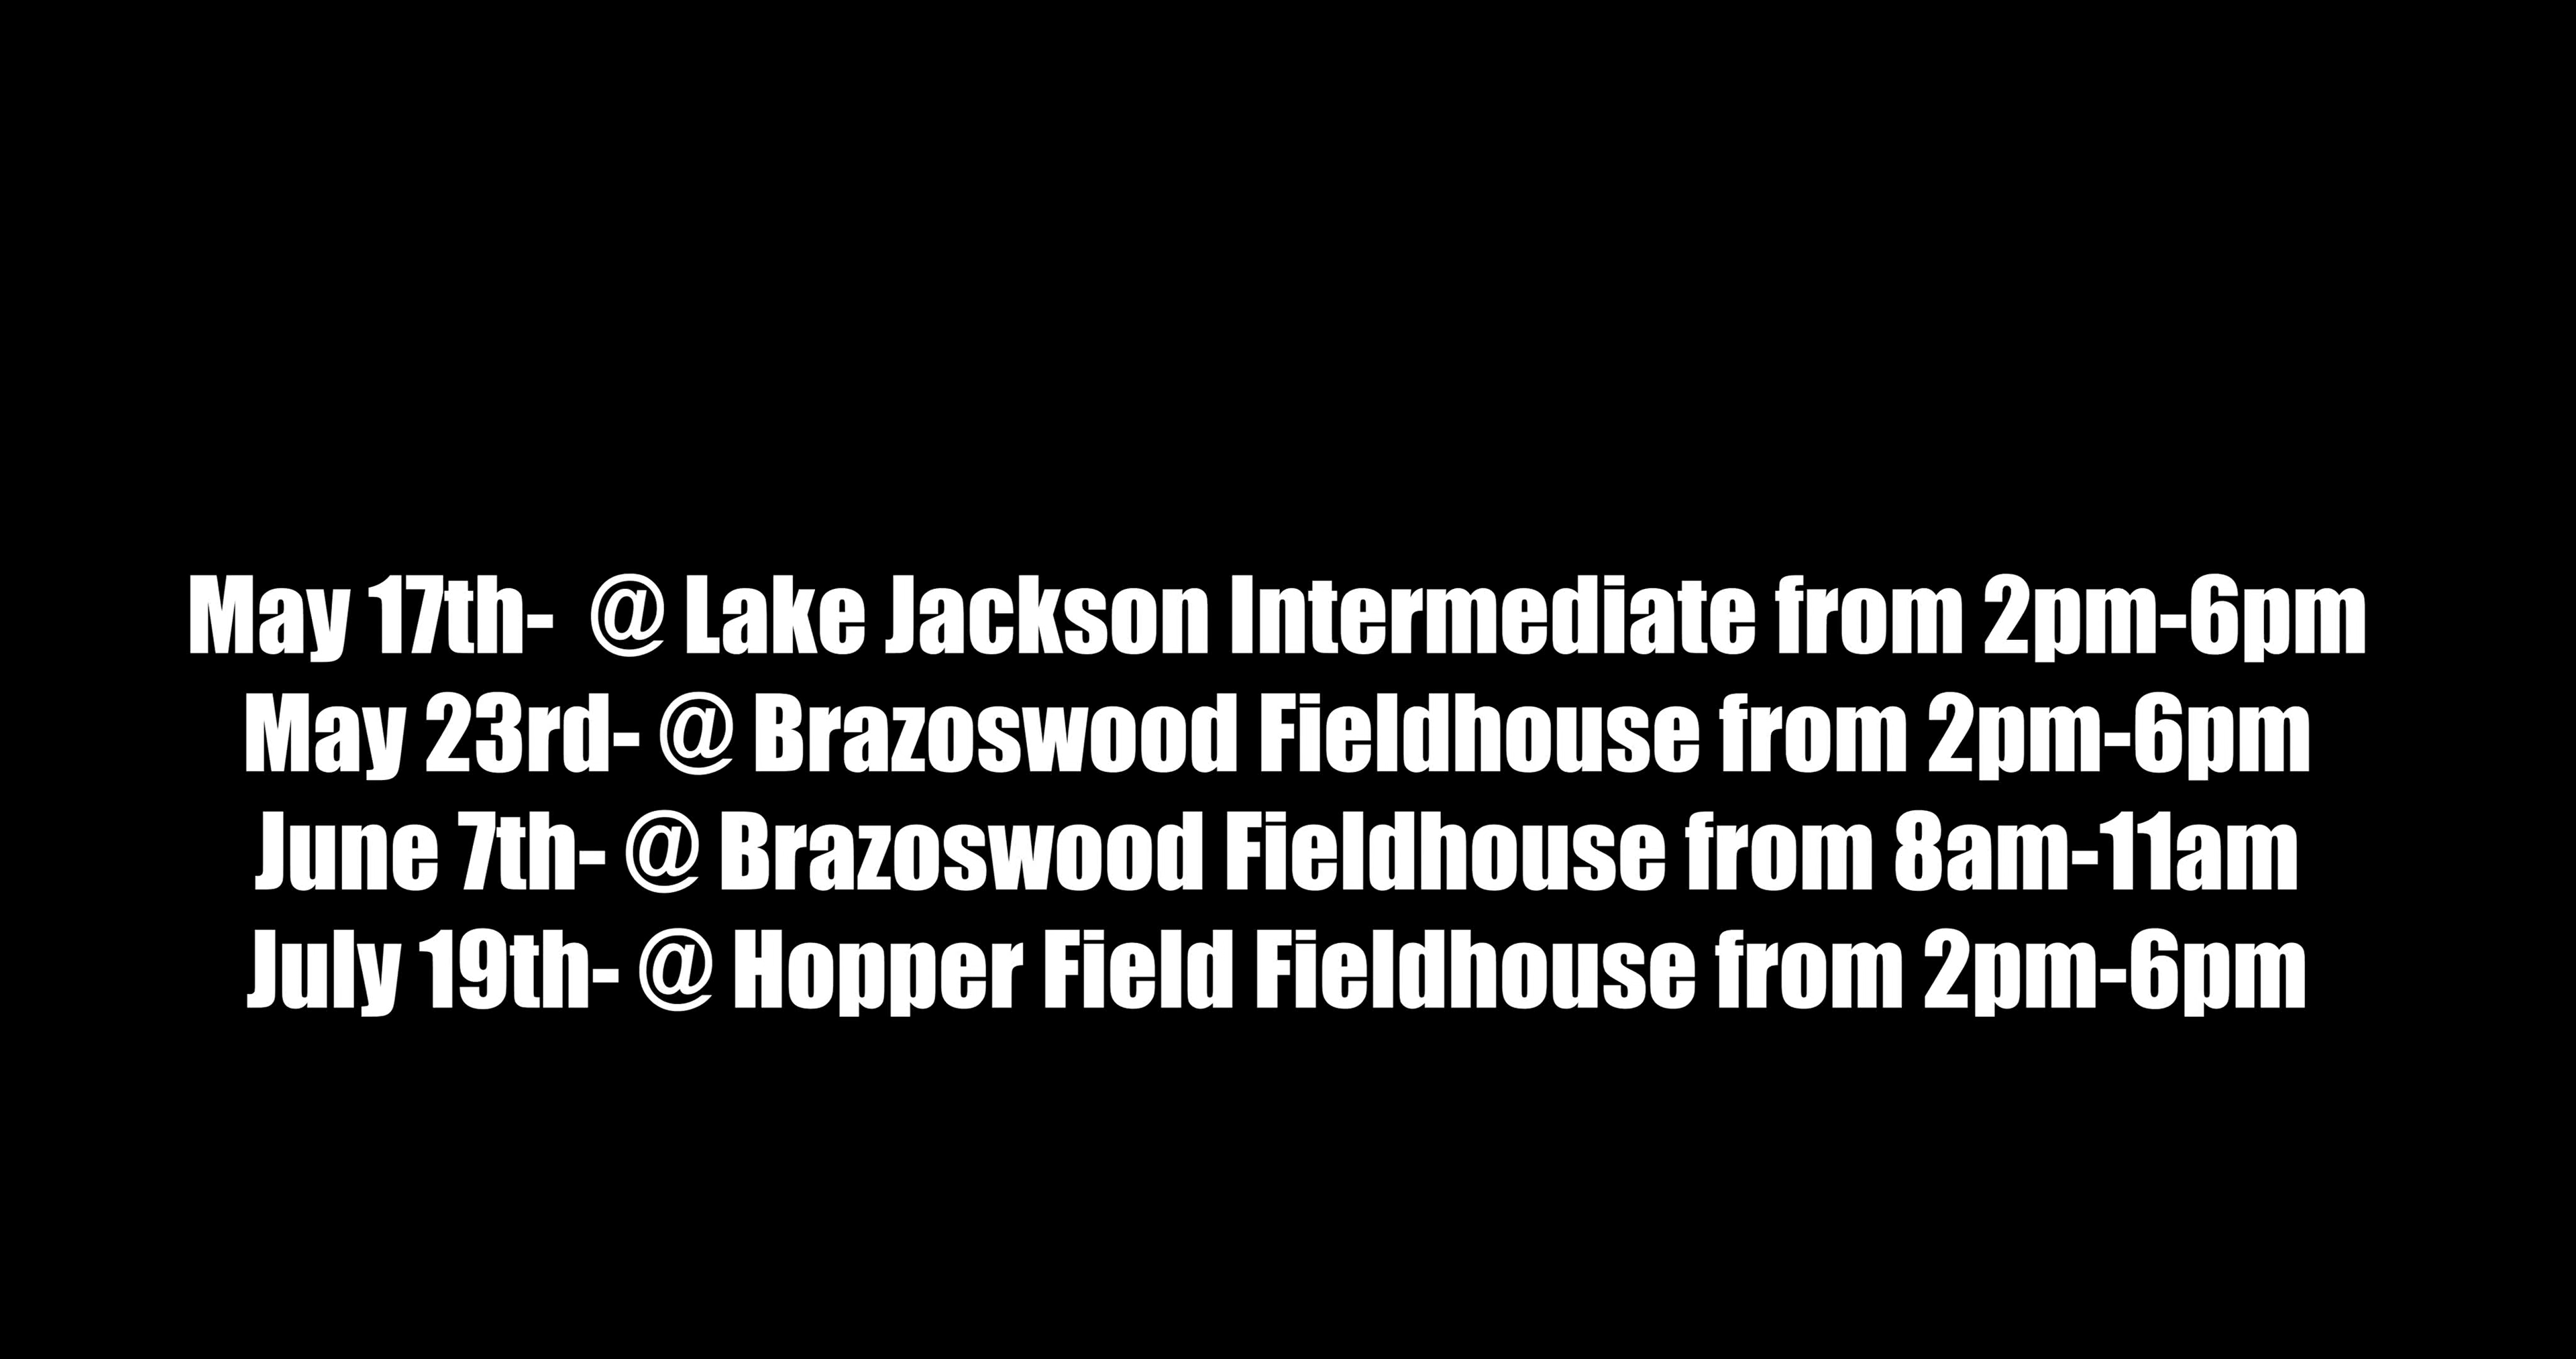 May 17th-  @ Lake Jackson Intermediate from 2pm-6pm
May 23rd- @ Brazoswood Fieldhouse from 2pm-6pm
June 7th- @ Brazoswood Fieldhouse from 8am-11am
July 19th- @ Hopper Field Fieldhouse from 2pm-6pm